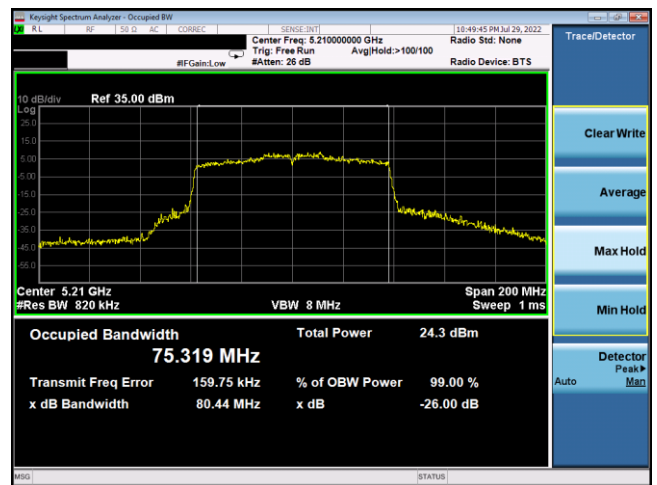 Keysight Spectrum Analyzer - Occupied BW
RL RF 50 Ω AC CORREC SENSE:INT 10:49:45 PM Jul 29, 2022
Center Freq: 5.210000000 GHz Radio Std: None
Trig: Free Run Avg|Hold:>100/100
#IFGain:Low #Atten: 26 dB Radio Device: BTS
Trace/Detector
10 dB/div Ref 35.00 dBm
Log
25.0
15.0
5.00
-5.00
-15.0
-25.0
-35.0
-45.0
-55.0
Center 5.21 GHz Span 200 MHz
#Res BW 820 kHz VBW 8 MHz Sweep 1 ms
Occupied Bandwidth Total Power 24.3 dBm
75.319 MHz
Transmit Freq Error 159.75 kHz % of OBW Power 99.00 %
x dB Bandwidth 80.44 MHz x dB -26.00 dB
Clear Write
Average
Max Hold
Min Hold
Detector
Peak▶
Auto Man
MSG STATUS